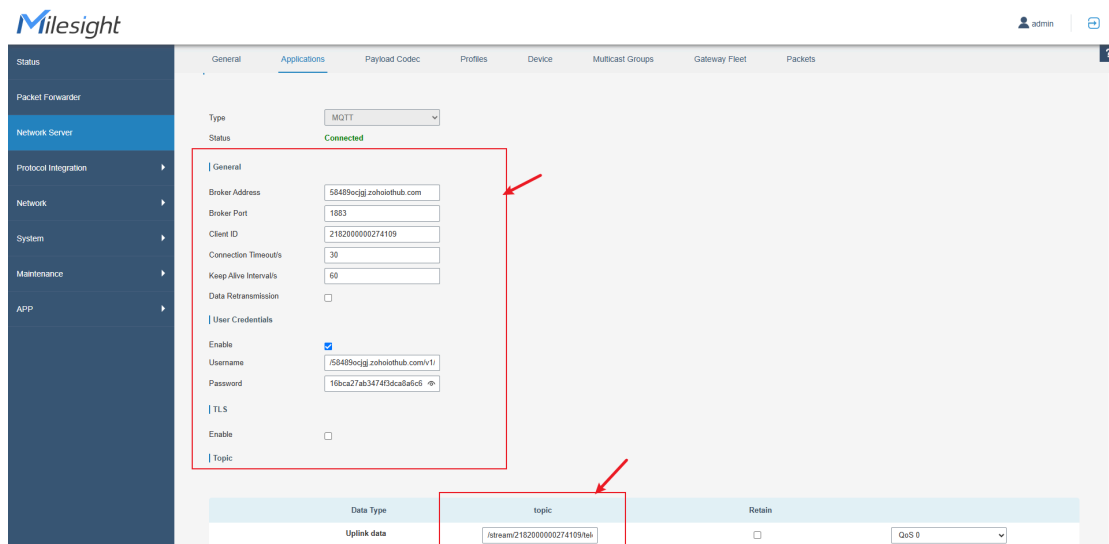 Milesight
admin
Status
Packet Forwarder
Network Server
Protocol Integration
Network
System
Maintenance
APP
General Applications Payload Codec Profiles Device Multicast Groups Gateway Fleet Packets
?
Type MQTT
Status Connected
General
Broker Address 58489ocjgj.zohoiothub.com
Broker Port 1883
Client ID 2182000000274109
Connection Timeout/s 30
Keep Alive Interval/s 60
Data Retransmission
User Credentials
Enable
Username /58489ocjgj.zohoiothub.com/v1/
Password 16bca27ab3474f3dca8a6c6
TLS
Enable
Topic
Data Type topic Retain
Uplink data /stream/2182000000274109/tel QoS 0